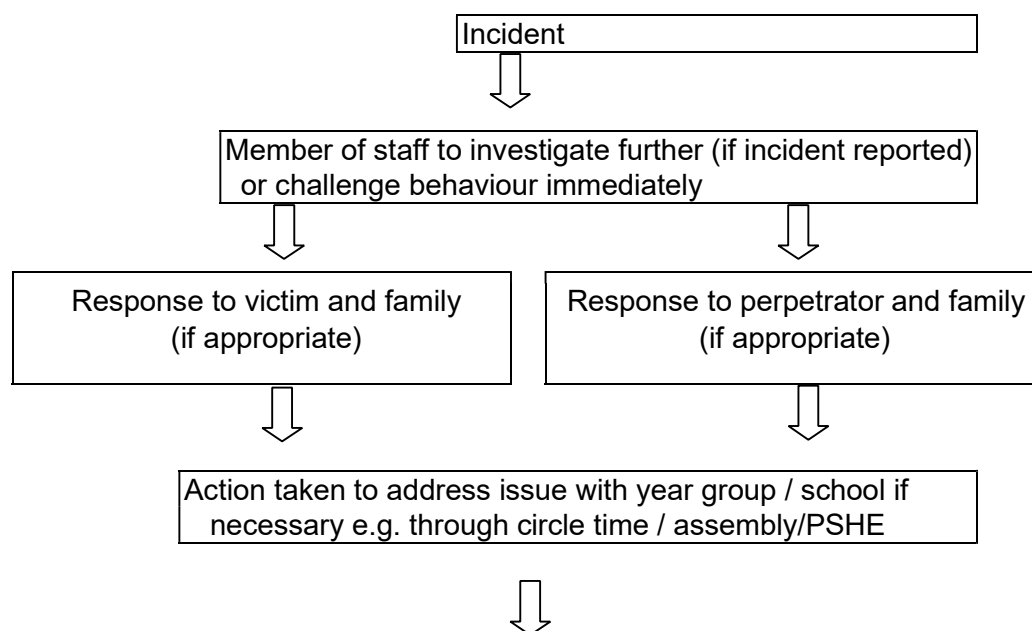 Incident
Member of staff to investigate further (if incident reported)
or challenge behaviour immediately
Response to victim and family
(if appropriate)
Response to perpetrator and family
(if appropriate)
Action taken to address issue with year group / school if
necessary e.g. through circle time / assembly/PSHE